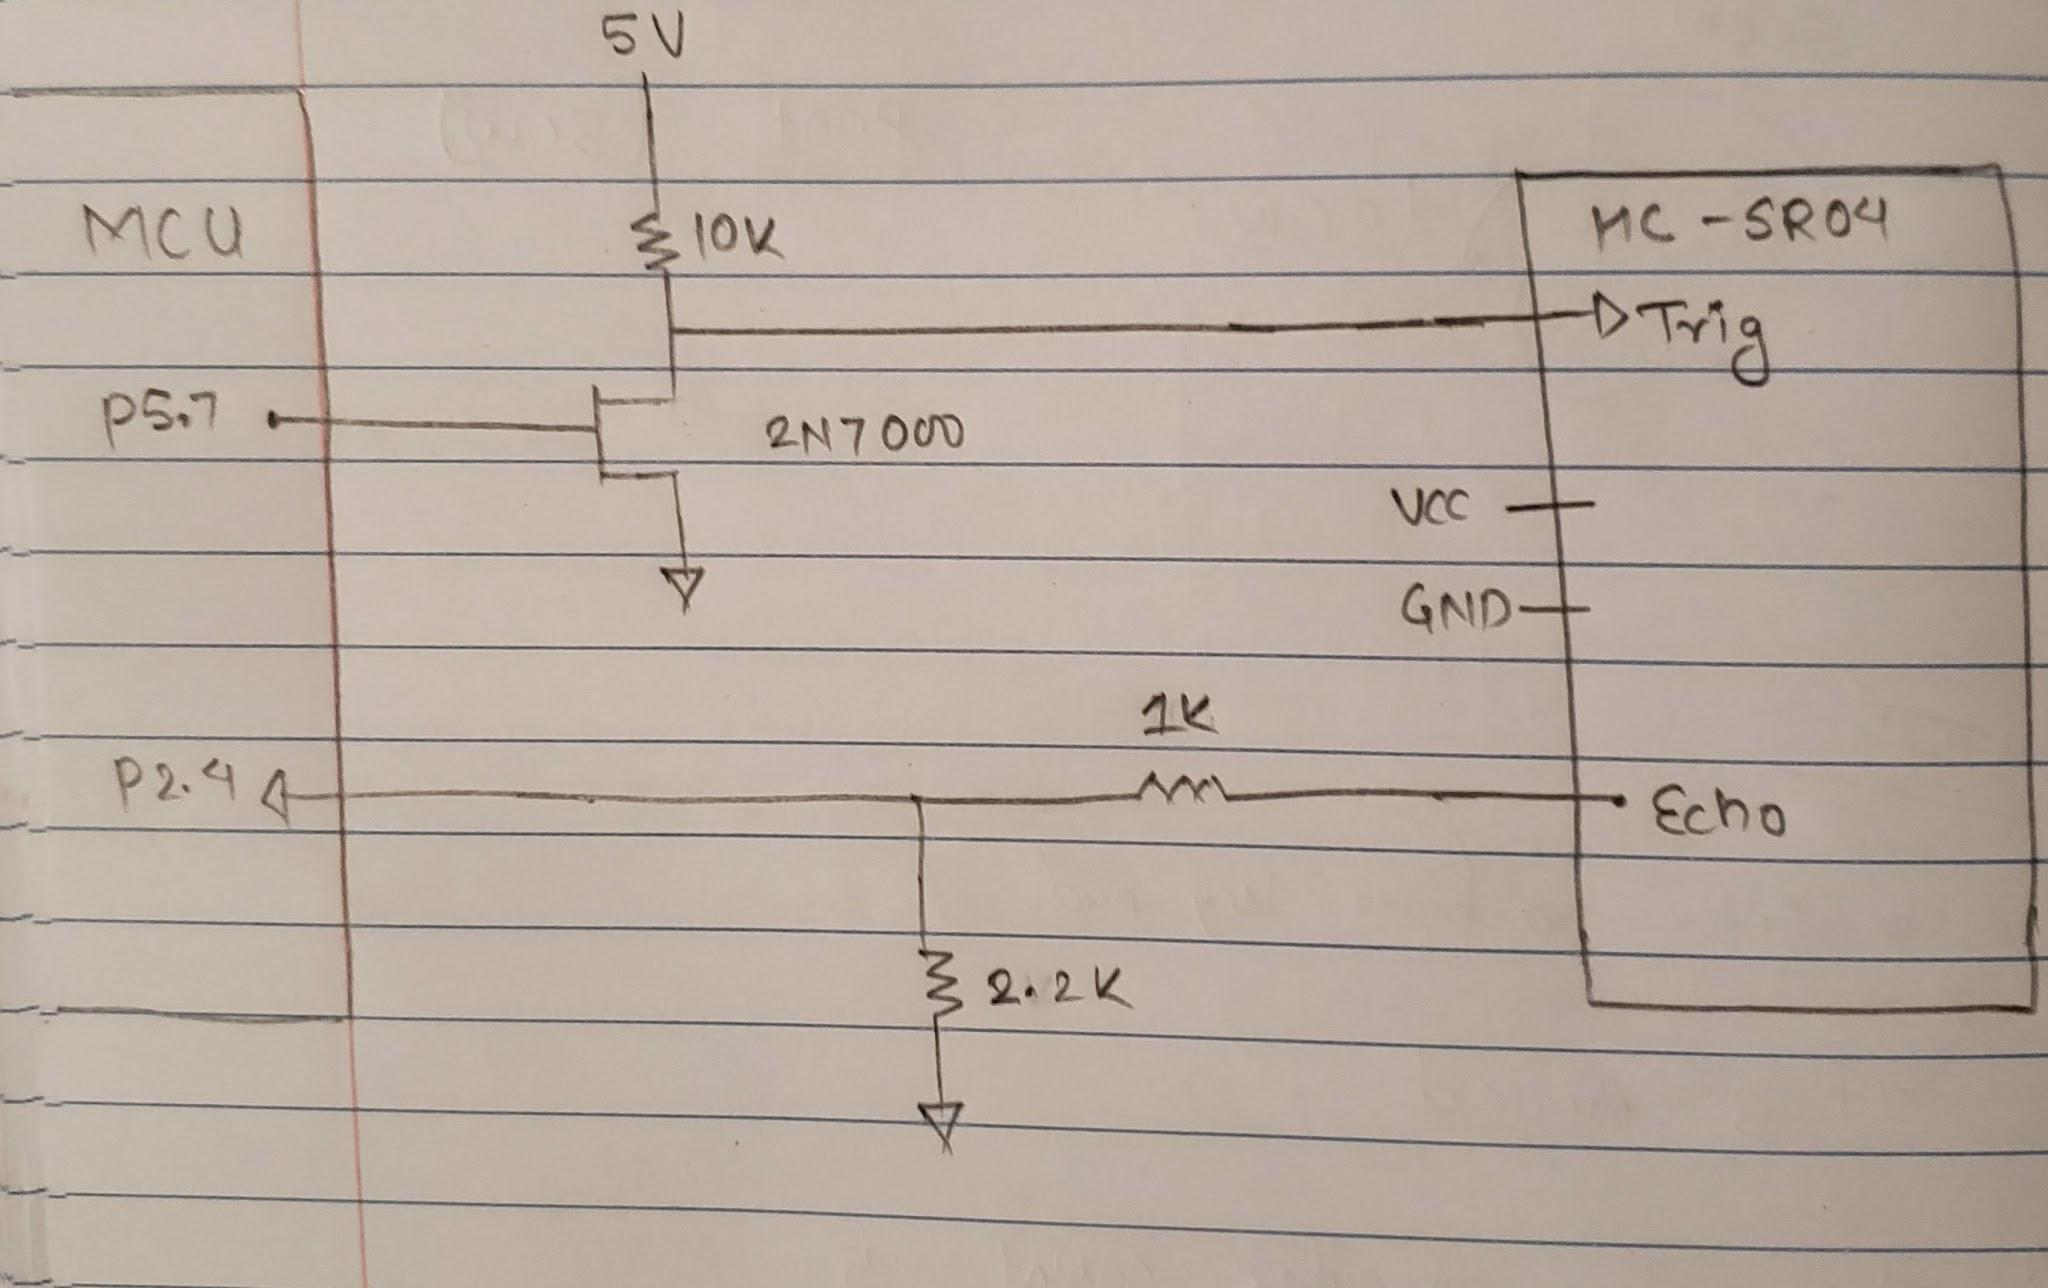 5V
MCU
10K
HC-SR04
Trig
P5.7
2N7000
VCC
GND
1K
P2.4
Echo
2.2K